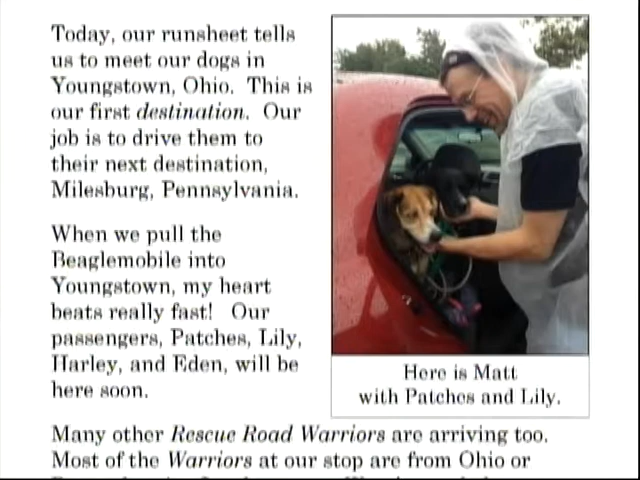 Today, our runsheet tells
us to meet our dogs in
Youngstown, Ohio. This is
our first destination. Our
job is to drive them to
their next destination,
Milesburg, Pennsylvania.
When we pull the
Beaglemobile into
Youngstown, my heart
beats really fast! Our
passengers, Patches, Lily,
Harley, and Eden, will be
here soon.
Here is Matt
with Patches and Lily.
Many other Rescue Road Warriors are arriving too.
Most of the Warriors at our stop are from Ohio or